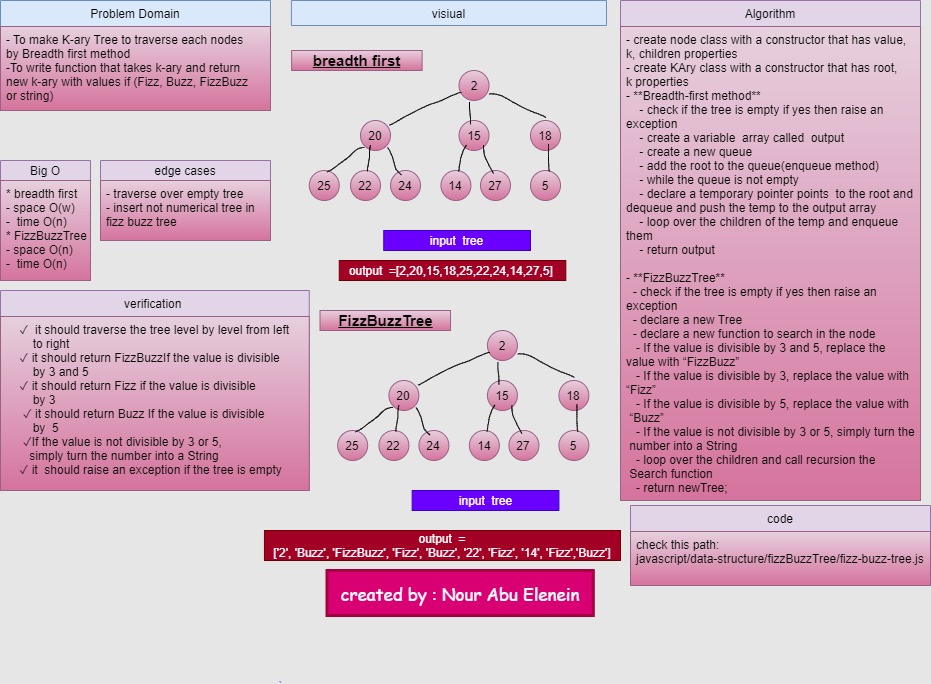 Problem Domain
- To make K-ary Tree to traverse each nodes
by Breadth first method
-To write function that takes k-ary and return
new k-ary with values if (Fizz, Buzz, FizzBuzz
or string)
Big O
* breadth first
- space O(w)
-  time O(n)
* FizzBuzzTree
- space O(n)
-  time O(n)
edge cases
- traverse over empty tree
- insert not numerical tree in
fizz buzz tree
verification
✓ it should traverse the tree level by level from left
to right
✓ it should return FizzBuzzIf the value is divisible
by 3 and 5
✓ it should return Fizz if the value is divisible
by 3
✓ it should return Buzz If the value is divisible
by  5
✓If the value is not divisible by 3 or 5,
simply turn the number into a String
✓ it  should raise an exception if the tree is empty
visiual
breadth first
2
20 15 18
25 22 24 14 27 5
input  tree
output  =[2,20,15,18,25,22,24,14,27,5]
FizzBuzzTree
2
20 15 18
25 22 24 14 27 5
input  tree
output  =
['2', 'Buzz', 'FizzBuzz', 'Fizz', 'Buzz', '22', 'Fizz', '14', 'Fizz','Buzz']
created by : Nour Abu Elenein
Algorithm
- create node class with a constructor that has value,
k, children properties
- create KAry class with a constructor that has root,
k properties
- **Breadth-first method**
- check if the tree is empty if yes then raise an
exception
- create a variable  array called  output
- create a new queue
- add the root to the queue(enqueue method)
- while the queue is not empty
- declare a temporary pointer points  to the root and
dequeue and push the temp to the output array
- loop over the children of the temp and enqueue
them
- return output
- **FizzBuzzTree**
- check if the tree is empty if yes then raise an
exception
- declare a new Tree
- declare a new function to search in the node
- If the value is divisible by 3 and 5, replace the
value with “FizzBuzz”
- If the value is divisible by 3, replace the value with
“Fizz”
- If the value is divisible by 5, replace the value with
“Buzz”
- If the value is not divisible by 3 or 5, simply turn the
number into a String
- loop over the children and call recursion the
Search function
- return newTree;
code
check this path:
javascript/data-structure/fizzBuzzTree/fizz-buzz-tree.js